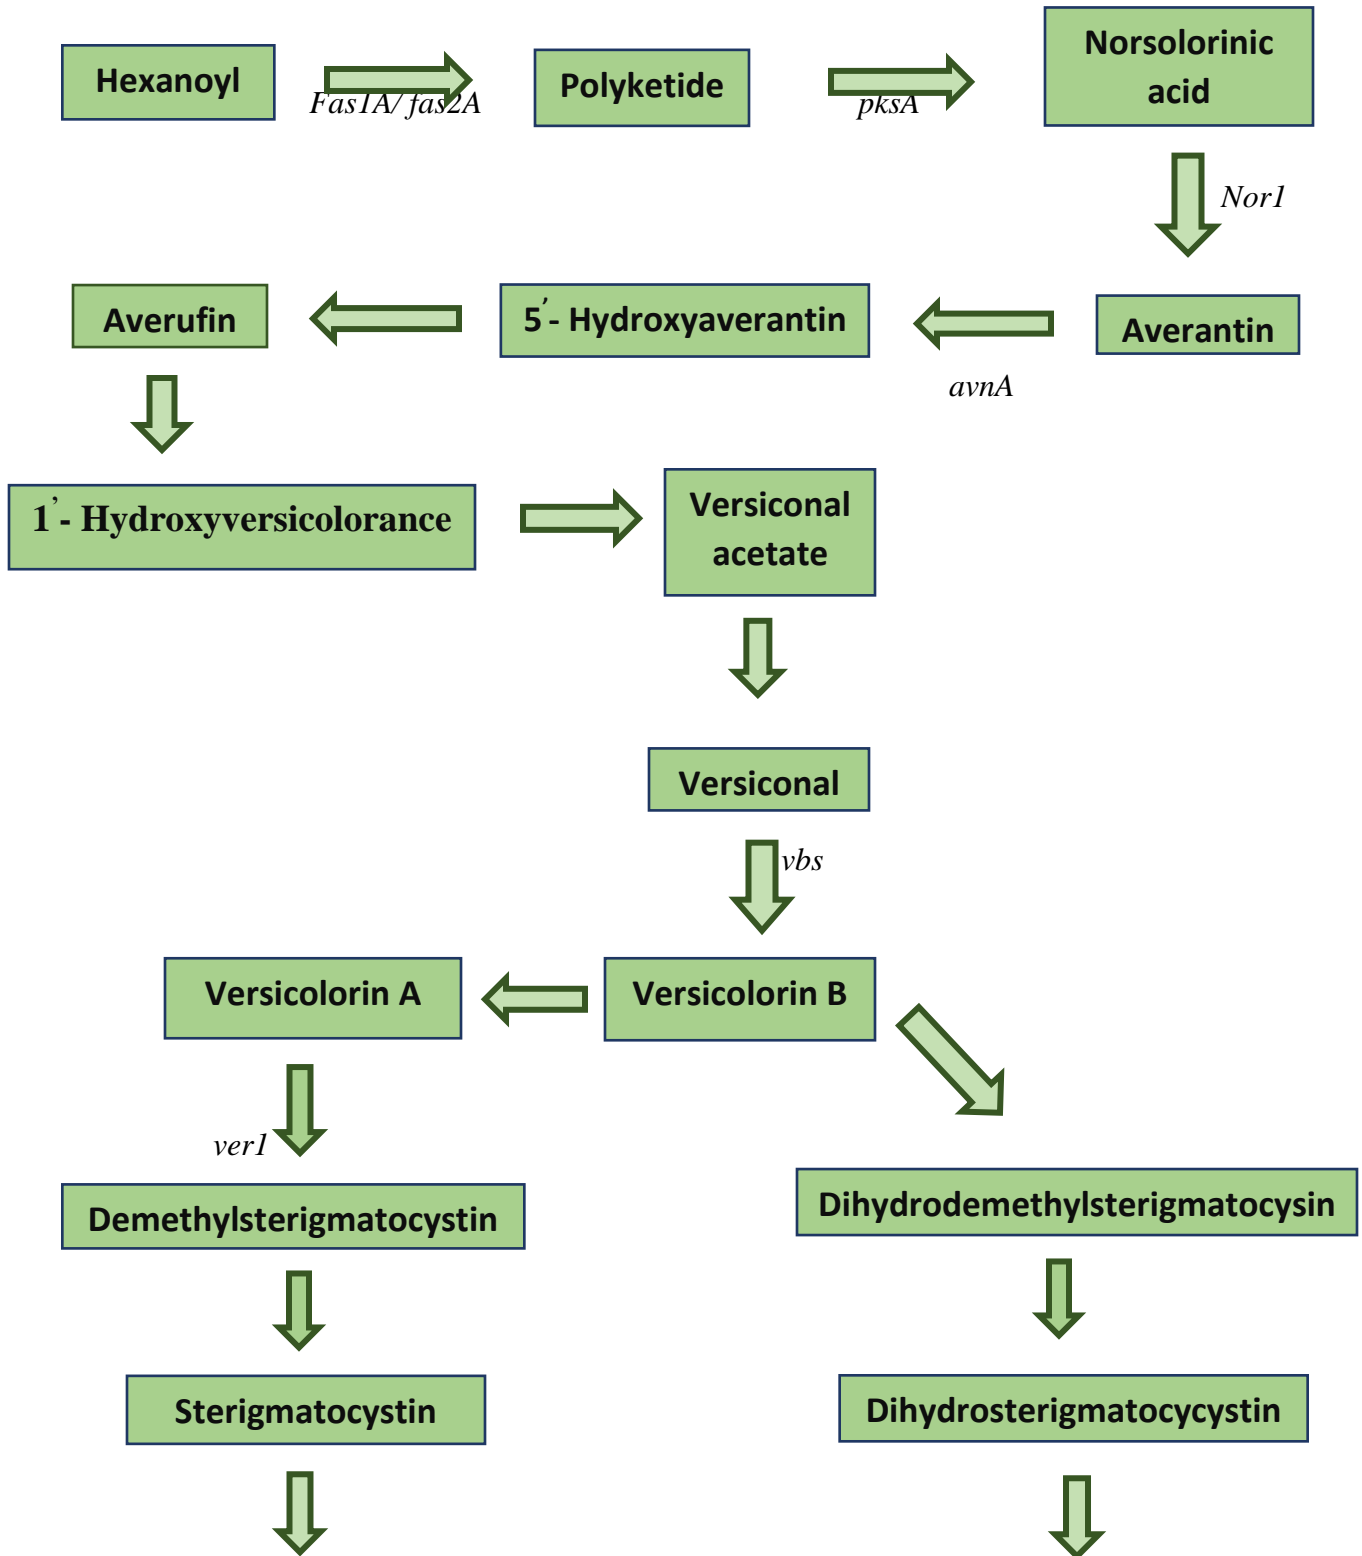 Hexanoyl
Fas1A/ fas2A
Polyketide
pksA
Norsolorinic
acid
Nor1
Averufin
5’- Hydroxyaverantin
Averantin
avnA
1’- Hydroxyversicolorance
Versiconal
acetate
Versiconal
vbs
Versicolorin A
Versicolorin B
ver1
Demethylsterigmatocystin
Dihydrodemethylsterigmatocysin
Sterigmatocystin
Dihydrosterigmatocycystin